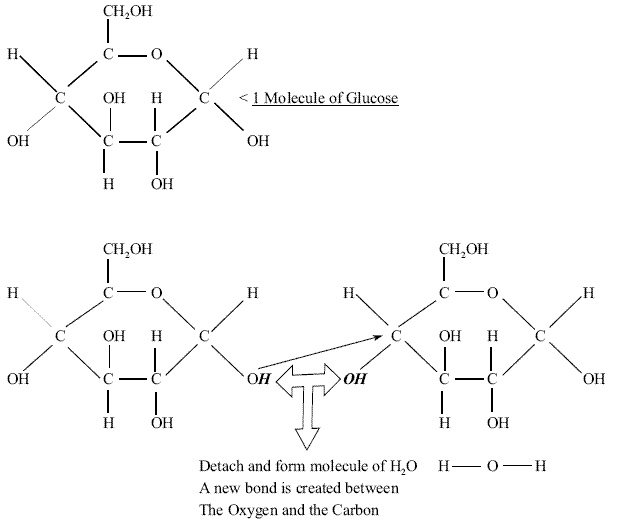 CH₂OH
H C O H
C OH H C < 1 Molecule of Glucose
OH C C OH
H OH
CH₂OH CH₂OH
H C O H H C O H
C OH H C C OH H C
OH C C OH OH C C OH
H OH H OH
Detach and form molecule of H₂O H O H
A new bond is created between
The Oxygen and the Carbon